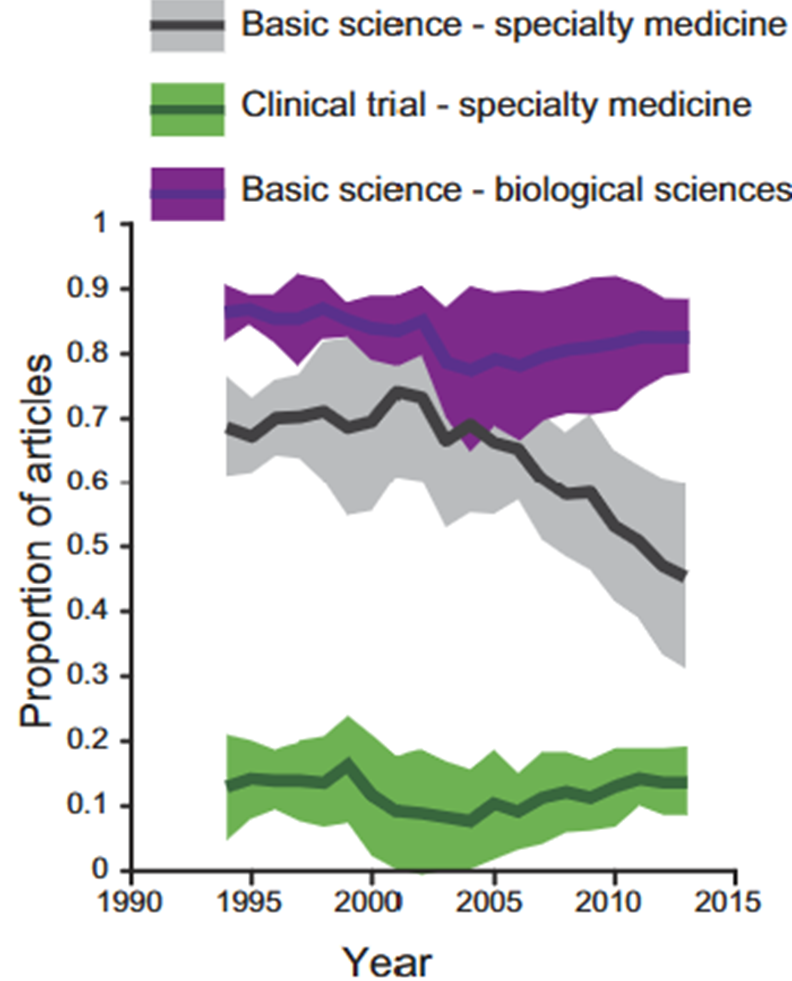 Basic science - specialty medicine
Clinical trial - specialty medicine
Basic science - biological sciences
Proportion of articles
1
0.9
0.8
0.7
0.6
0.5
0.4
0.3
0.2
0.1
0
1990 1995 2000 2005 2010 2015
Year